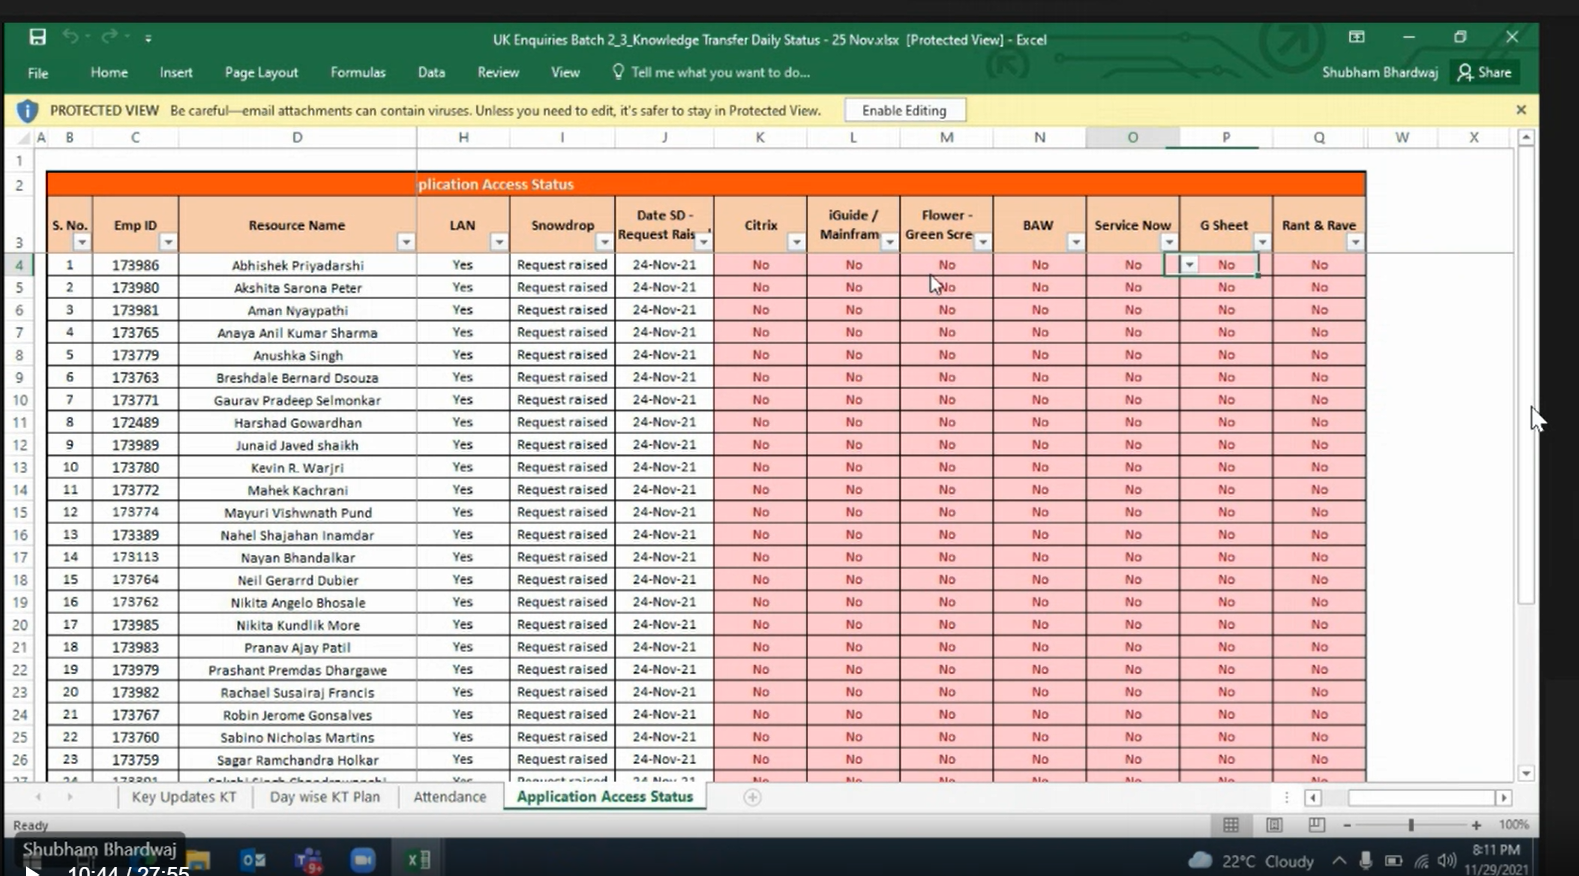 UK Enquiries Batch 2_3_Knowledge Transfer Daily Status - 25 Nov.xlsx [Protected View] - Excel
File Home Insert Page Layout Formulas Data Review View Tell me what you want to do... Shubham Bhardwaj Share
PROTECTED VIEW Be careful—email attachments can contain viruses. Unless you need to edit, it's safer to stay in Protected View. Enable Editing
A B C D H I J K L M N O P Q W X
1
2 plication Access Status
3 S. No. Emp ID Resource Name LAN Snowdrop Date SD - Request Rais Citrix iGuide / Mainfram Flower - Green Scre BAW Service Now G Sheet Rant & Rave
4 1 173986 Abhishek Priyadarshi Yes Request raised 24-Nov-21 No No No No No No No
5 2 173980 Akshita Sarona Peter Yes Request raised 24-Nov-21 No No No No No No No
6 3 173981 Aman Nyaypathi Yes Request raised 24-Nov-21 No No No No No No No
7 4 173765 Anaya Anil Kumar Sharma Yes Request raised 24-Nov-21 No No No No No No No
8 5 173779 Anushka Singh Yes Request raised 24-Nov-21 No No No No No No No
9 6 173763 Breshdale Bernard Dsouza Yes Request raised 24-Nov-21 No No No No No No No
10 7 173771 Gaurav Pradeep Selmonkar Yes Request raised 24-Nov-21 No No No No No No No
11 8 172489 Harshad Gowardhan Yes Request raised 24-Nov-21 No No No No No No No
12 9 173989 Junaid Javed shaikh Yes Request raised 24-Nov-21 No No No No No No No
13 10 173780 Kevin R. Warjri Yes Request raised 24-Nov-21 No No No No No No No
14 11 173772 Mahek Kachrani Yes Request raised 24-Nov-21 No No No No No No No
15 12 173774 Mayuri Vishwnath Pund Yes Request raised 24-Nov-21 No No No No No No No
16 13 173389 Nahel Shajahan Inamdar Yes Request raised 24-Nov-21 No No No No No No No
17 14 173113 Nayan Bhandalkar Yes Request raised 24-Nov-21 No No No No No No No
18 15 173764 Neil Gerarrd Dubier Yes Request raised 24-Nov-21 No No No No No No No
19 16 173762 Nikita Angelo Bhosale Yes Request raised 24-Nov-21 No No No No No No No
20 17 173985 Nikita Kundlik More Yes Request raised 24-Nov-21 No No No No No No No
21 18 173983 Pranav Ajay Patil Yes Request raised 24-Nov-21 No No No No No No No
22 19 173979 Prashant Premdas Dhargawe Yes Request raised 24-Nov-21 No No No No No No No
23 20 173982 Rachael Susairaj Francis Yes Request raised 24-Nov-21 No No No No No No No
24 21 173767 Robin Jerome Gonsalves Yes Request raised 24-Nov-21 No No No No No No No
25 22 173760 Sabino Nicholas Martins Yes Request raised 24-Nov-21 No No No No No No No
26 23 173759 Sagar Ramchandra Holkar Yes Request raised 24-Nov-21 No No No No No No No
Key Updates KT Day wise KT Plan Attendance Application Access Status
Ready 100%
Shubham Bhardwaj
10:44 / 27:55 9+ 22°C Cloudy 8:11 PM
11/29/2021